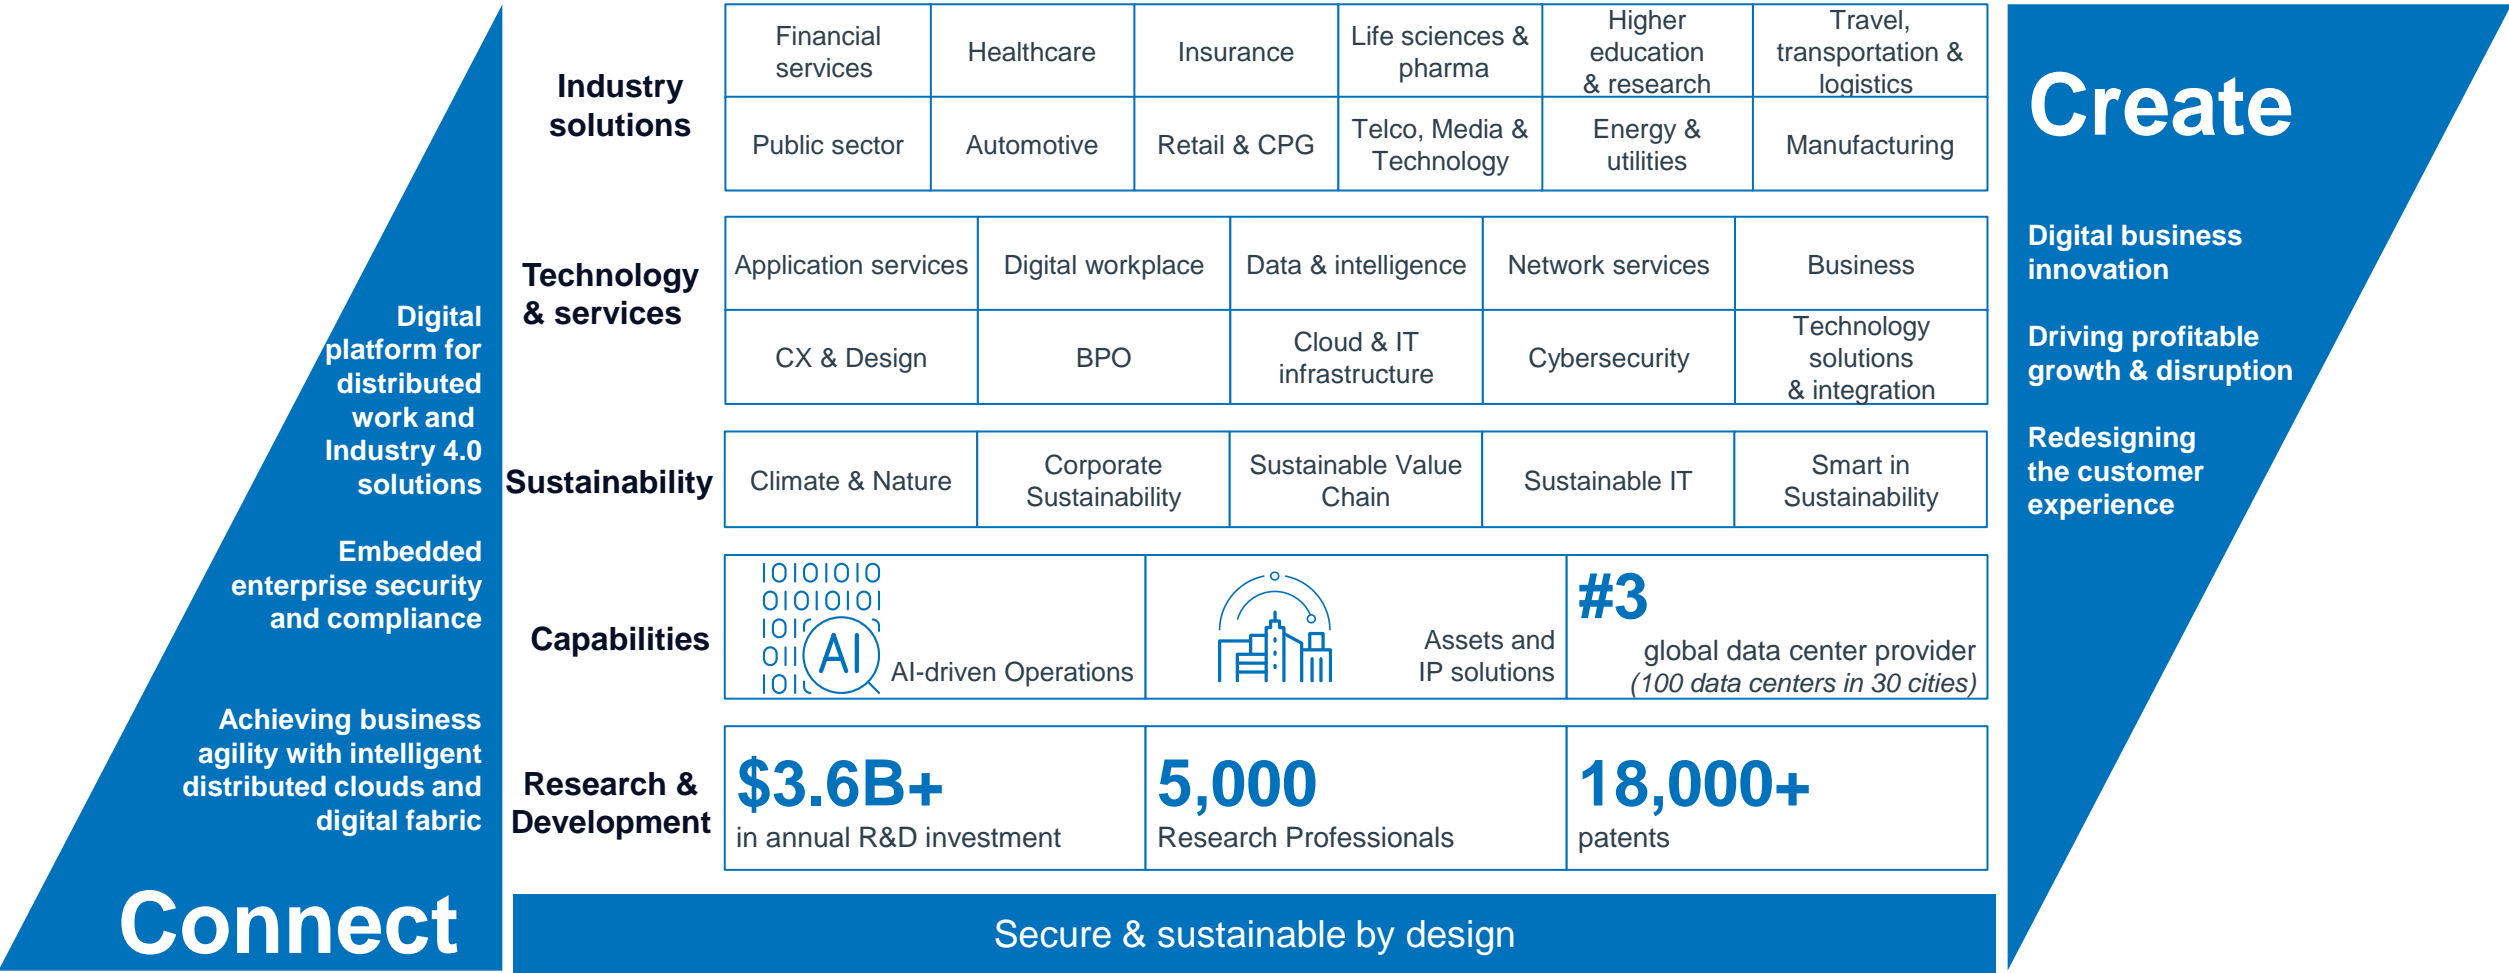 Connect
Digital
platform for
distributed
work and
Industry 4.0
solutions
Embedded
enterprise security
and compliance
Achieving business
agility with intelligent
distributed clouds and
digital fabric
Industry
solutions
Financial
services
Healthcare
Insurance
Life sciences &
pharma
Higher
education
& research
Travel,
transportation &
logistics
Public sector
Automotive
Retail & CPG
Telco, Media &
Technology
Energy &
utilities
Manufacturing
Technology
& services
Application services
Digital workplace
Data & intelligence
Network services
Business
CX & Design
BPO
Cloud & IT
infrastructure
Cybersecurity
Technology
solutions
& integration
Sustainability
Climate & Nature
Corporate
Sustainability
Sustainable Value
Chain
Sustainable IT
Smart in
Sustainability
Capabilities
10101010
01010101
101
011
101
AI
AI-driven Operations
Assets and
IP solutions
#3
global data center provider
(100 data centers in 30 cities)
Research &
Development
$3.6B+
in annual R&D investment
5,000
Research Professionals
18,000+
patents
Secure & sustainable by design
Create
Digital business
innovation
Driving profitable
growth & disruption
Redesigning
the customer
experience